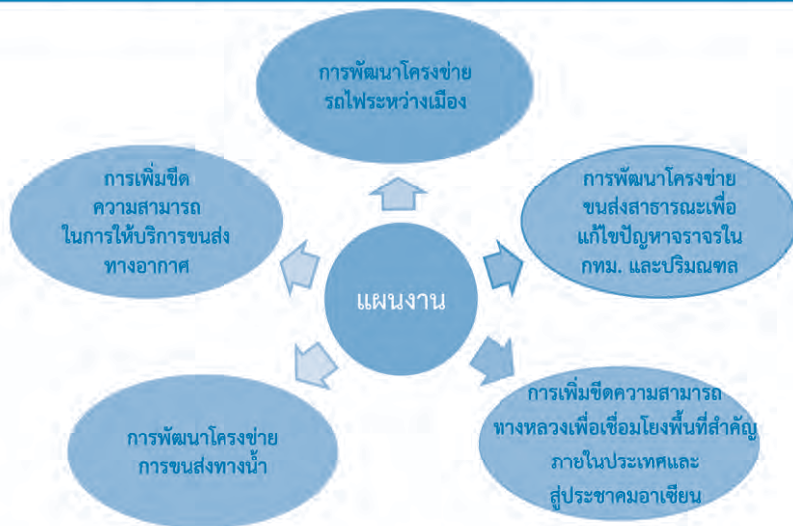 การพัฒนาโครงข่าย
รถไฟระหว่างเมือง
การพัฒนาโครงข่าย
ขนส่งสาธารณะเพื่อ
แก้ไขปัญหาจราจรใน
กทม. และปริมณฑล
การเพิ่มขีดความสามารถ
ทางหลวงเพื่อเชื่อมโยงพื้นที่สำคัญ
ภายในประเทศและ
สู่ประชาคมอาเซียน
การพัฒนาโครงข่าย
การขนส่งทางน้ำ
การเพิ่มขีด
ความสามารถ
ในการให้บริการขนส่ง
ทางอากาศ
แผนงาน